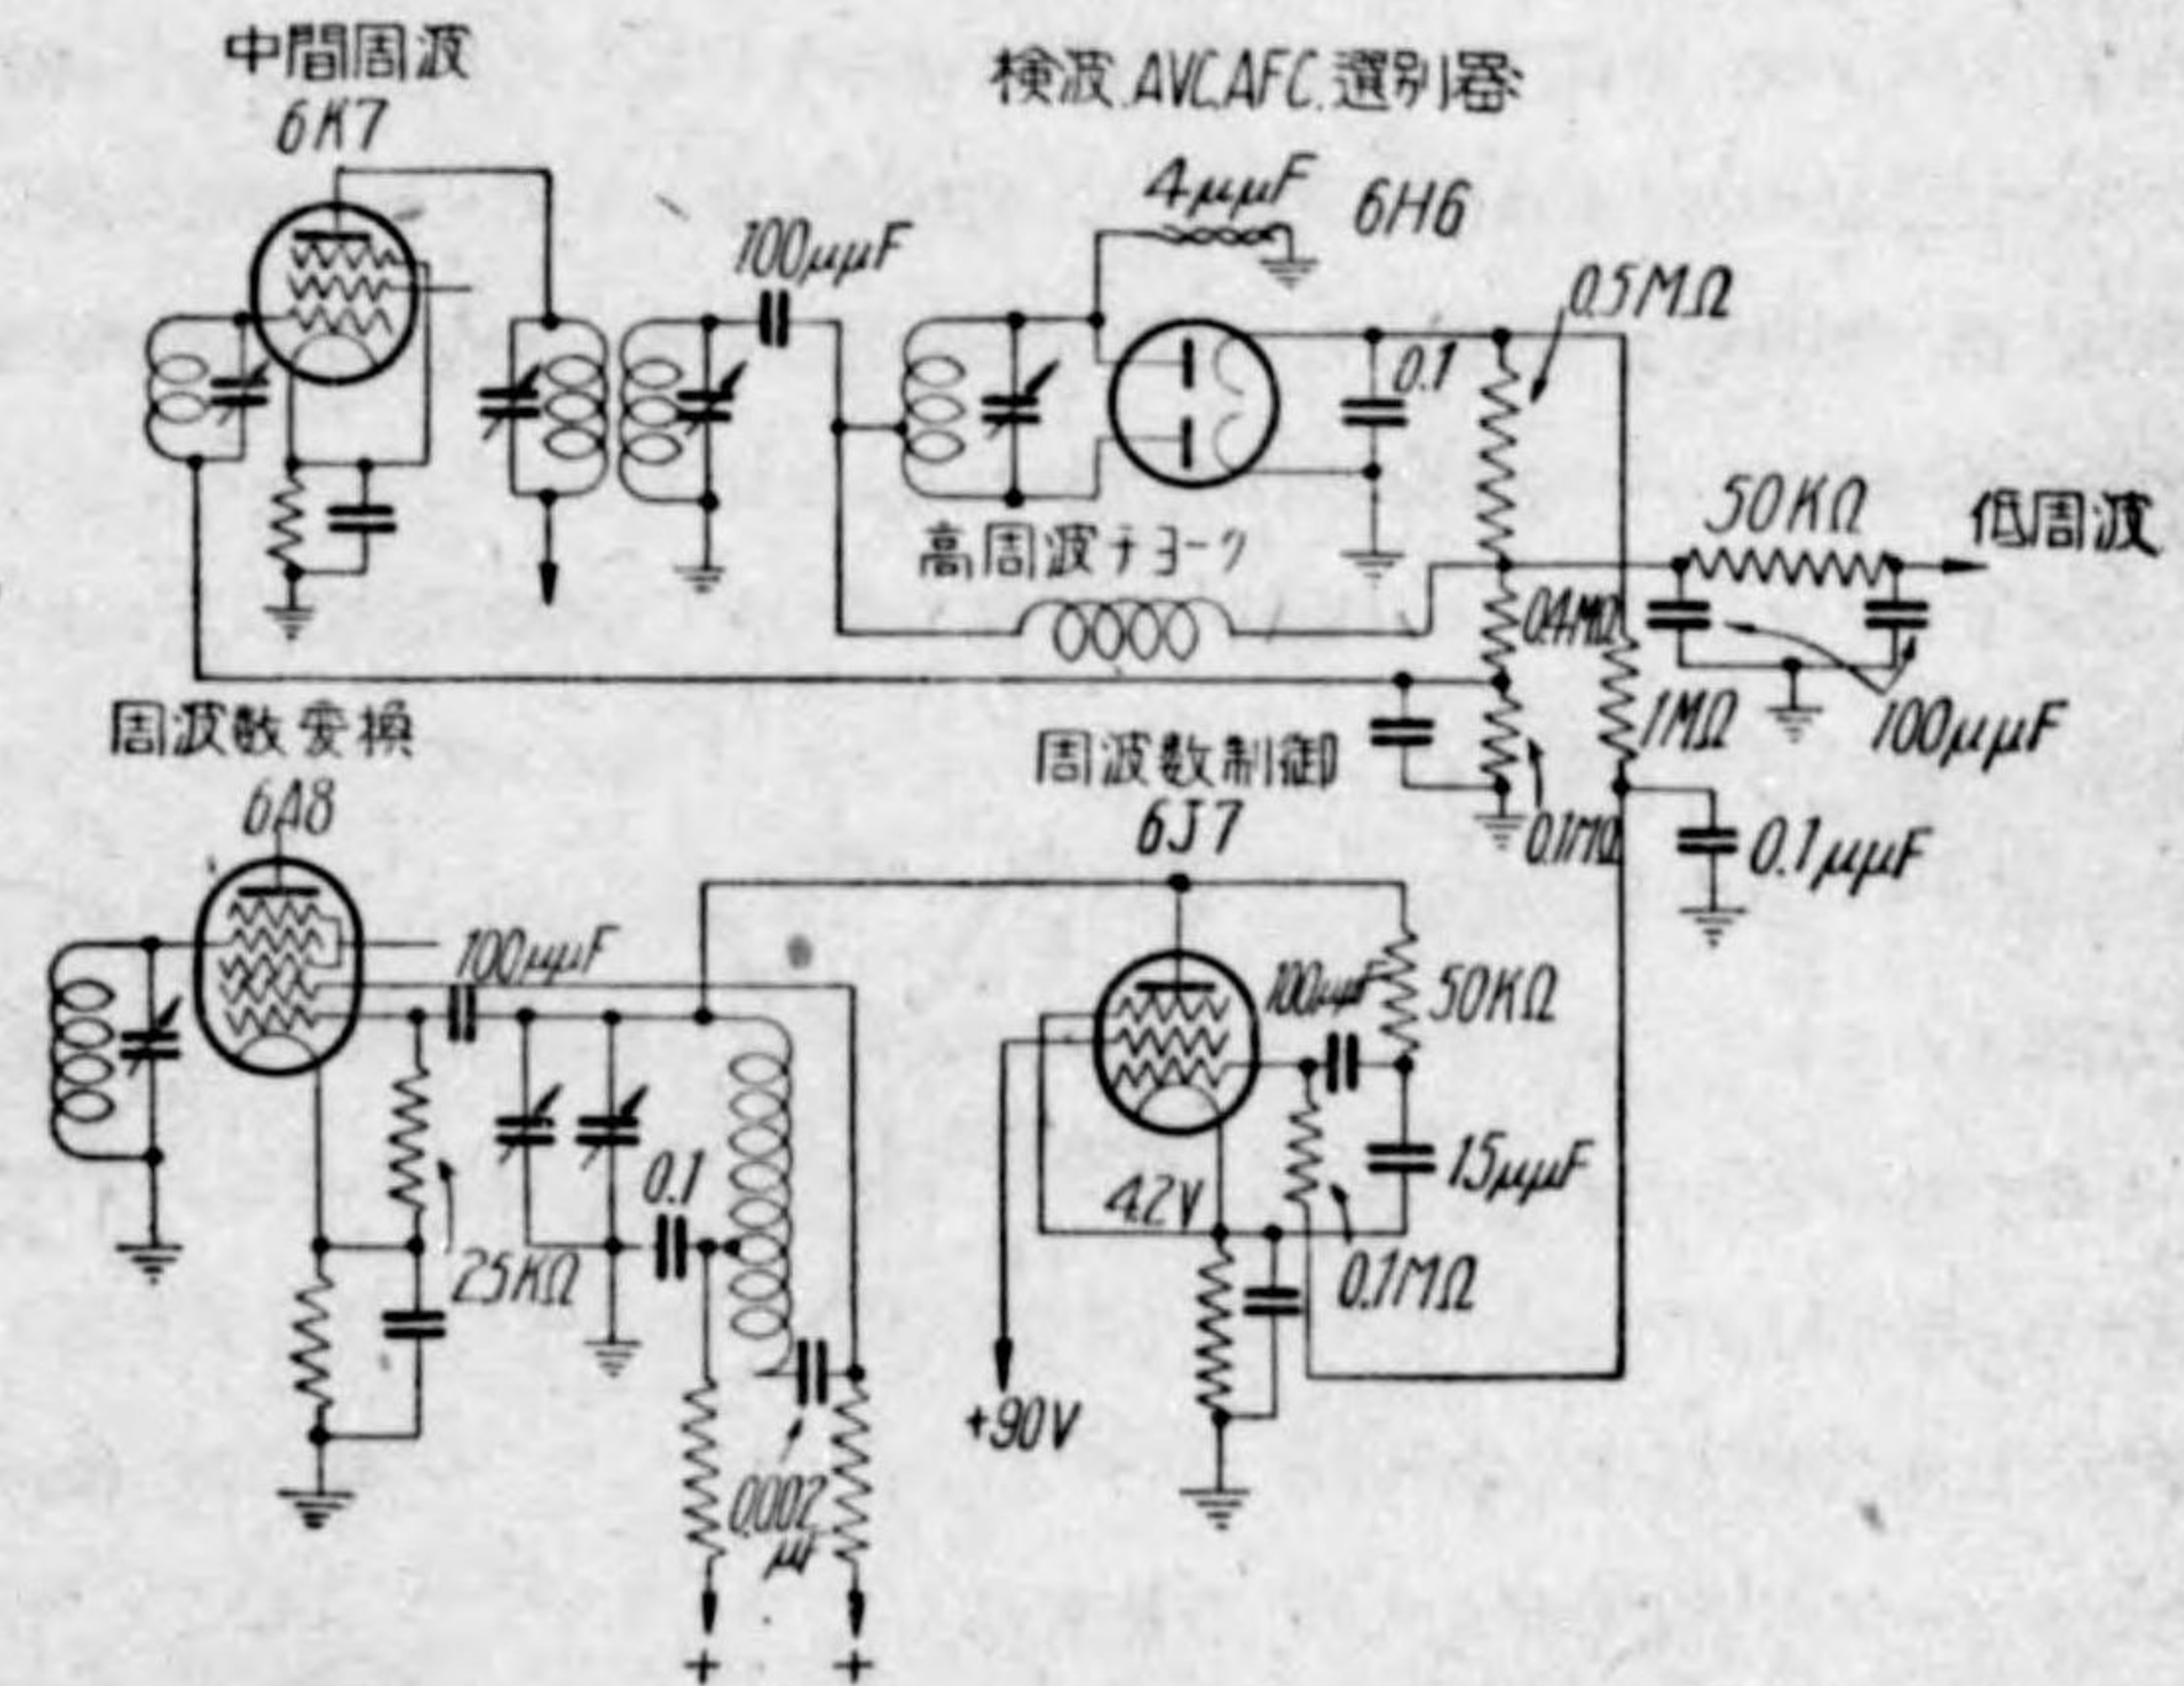 中間周波
6K7
検波.AVC.AFC.選別器
4μμF
6H6
100μμF
0.5MΩ
0.1
50KΩ
低周波
高周波チョーク
0.4MΩ
1MΩ
100μμF
周波数変換
6A8
周波数制御
6J7
0.1MΩ
0.1μμF
100μμF
100μμF
50KΩ
0.1
4.2V
15μμF
25KΩ
0.1MΩ
+90V
0.002
μF
+
+